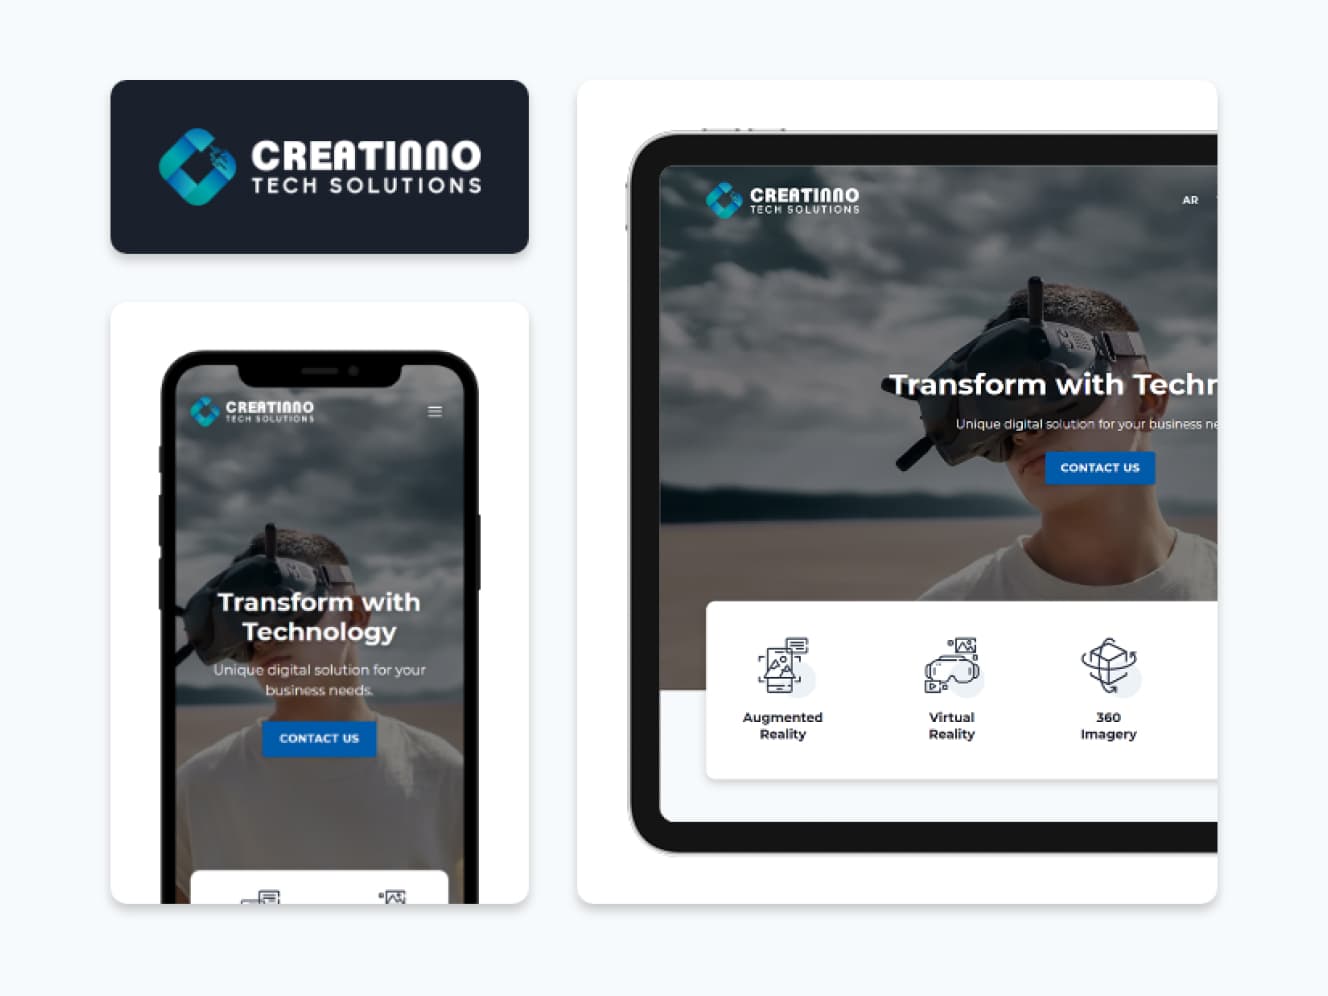 CREATINNO
TECH SOLUTIONS
CREATINNO
TECH SOLUTIONS
Transform with
Technology
Unique digital solution for your
business needs.
CONTACT US
CREATINNO
TECH SOLUTIONS
AR
Transform with Techn
Unique digital solution for your business ne
CONTACT US
Augmented
Reality
Virtual
Reality
360
Imagery